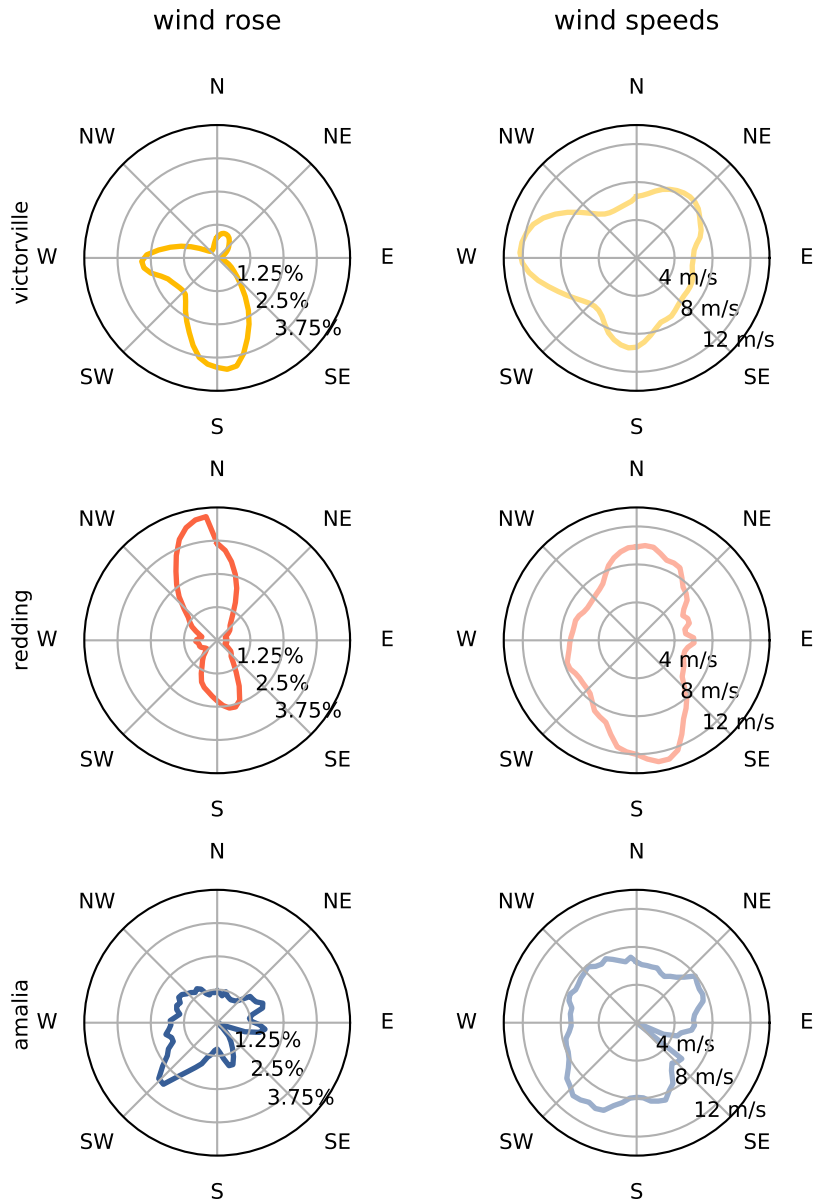 wind rose
wind speeds
N
N
NW
NE
NW
NE
victorville
W
E
W
E
1.25%
2.5%
3.75%
4 m/s
8 m/s
12 m/s
SW
SE
SW
SE
S
S
N
N
NW
NE
NW
NE
redding
W
E
W
E
1.25%
2.5%
3.75%
4 m/s
8 m/s
12 m/s
SW
SE
SW
SE
S
S
N
N
NW
NE
NW
NE
amalia
W
E
W
E
1.25%
2.5%
3.75%
4 m/s
8 m/s
12 m/s
SW
SE
SW
SE
S
S